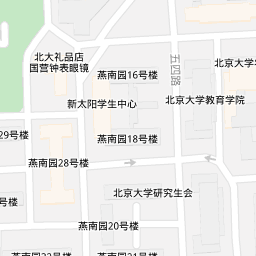 北大礼品店
国营钟表眼镜
燕南园16号楼
五四路
北京大学
新太阳学生中心
北京大学教育学院
29号楼
燕南园18号楼
燕南园28号楼
北京大学研究生会
燕南园20号楼